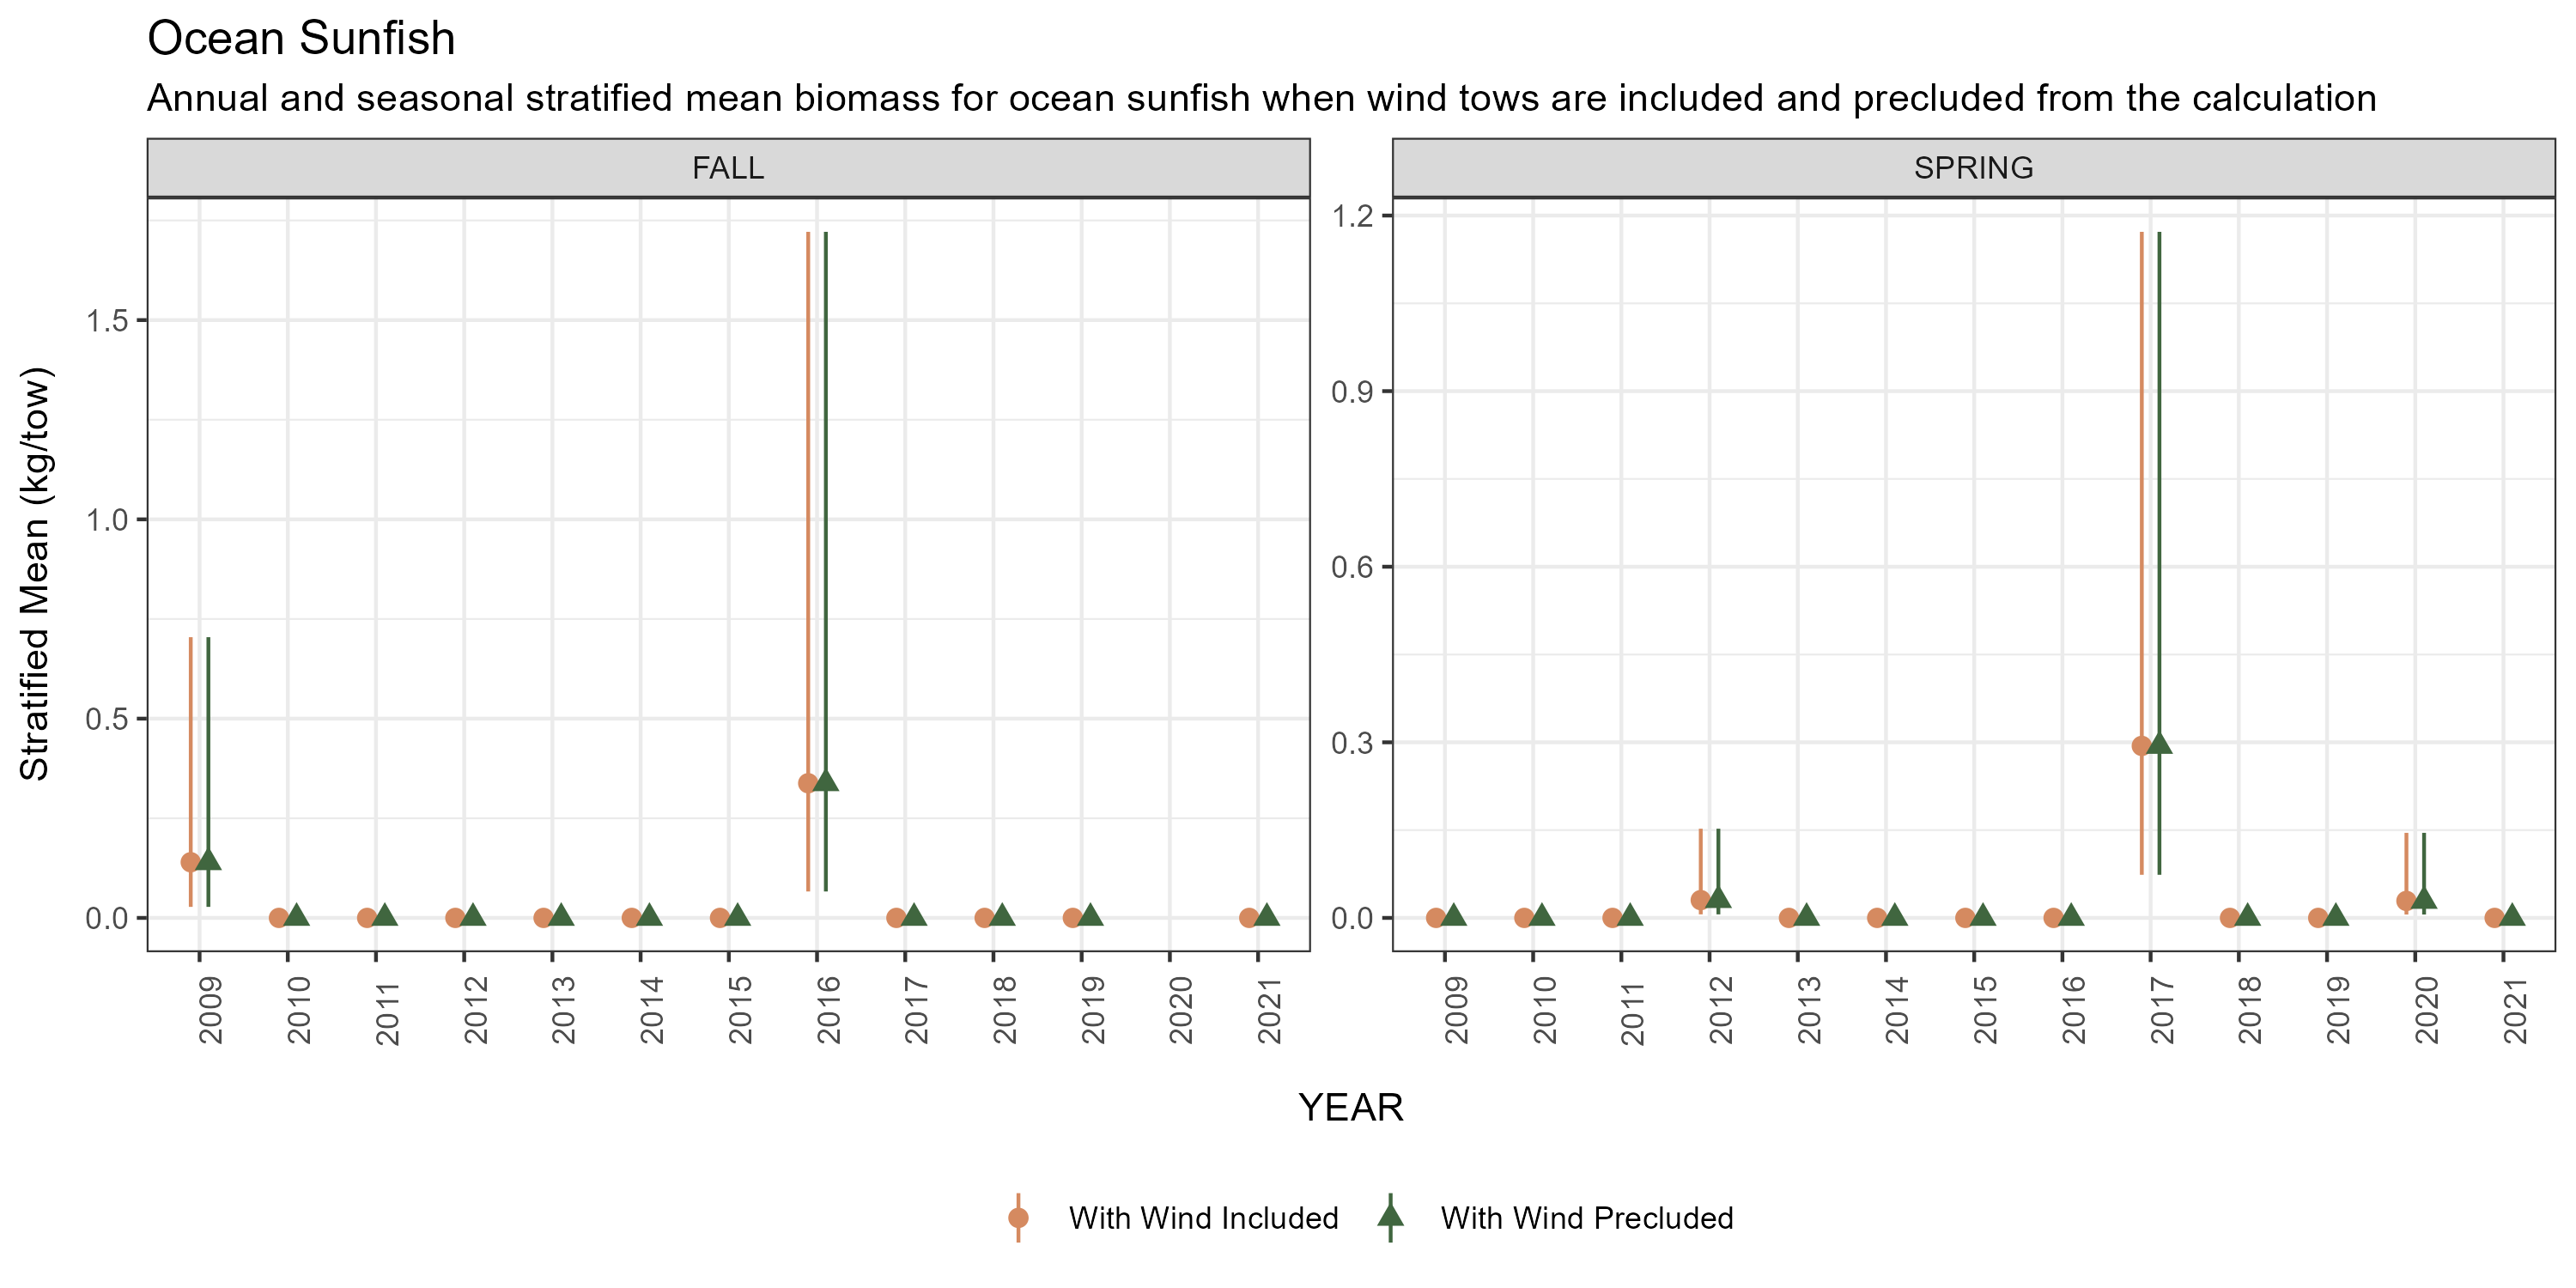 Ocean Sunfish
Annual and seasonal stratified mean biomass for ocean sunfish when wind tows are included and precluded from the calculation
FALL
SPRING
Stratified Mean (kg/tow)
1.5
1.0
0.5
0.0
1.2
0.9
0.6
0.3
0.0
2009 2010 2011 2012 2013 2014 2015 2016 2017 2018 2019 2020 2021
2009 2010 2011 2012 2013 2014 2015 2016 2017 2018 2019 2020 2021
YEAR
With Wind Included
With Wind Precluded